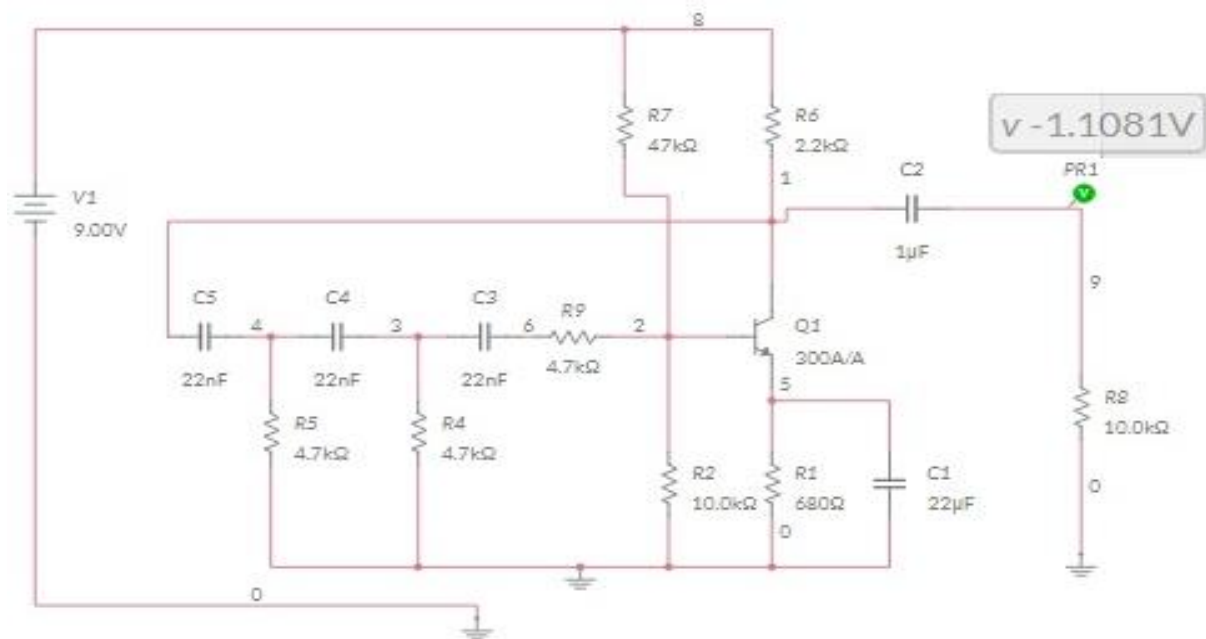 8
R7
47kΩ
R6
2.2kΩ
v -1.1081V
V1
9.00V
1
C2
PR1
V
1µF
9
C5
4
C4
3
C3
6
R9
2
Q1
22nF
22nF
22nF
4.7kΩ
300A/A
5
R5
4.7kΩ
R4
4.7kΩ
R8
10.0kΩ
R2
10.0kΩ
R1
680Ω
C1
22µF
0
0
0